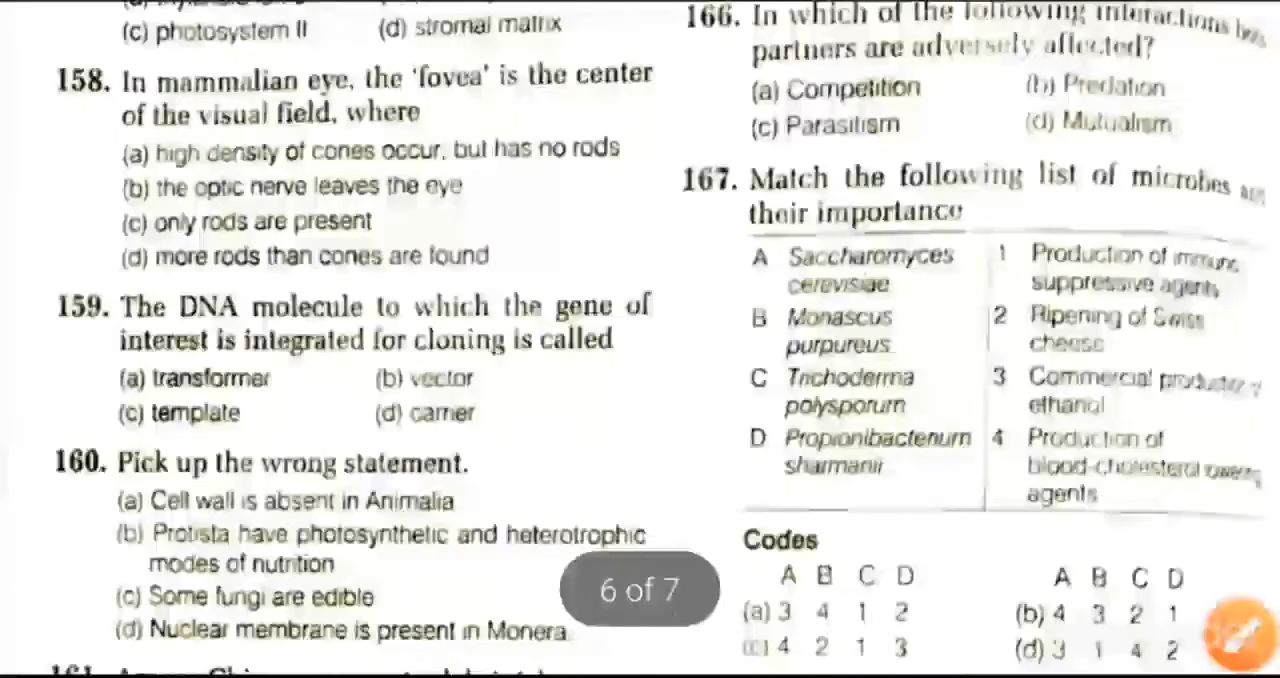 (c) photosystem II (d) stromal matrix
158. In mammalian eye, the 'fovea' is the center
of the visual field, where
(a) high density of cones occur, but has no rods
(b) the optic nerve leaves the eye
(c) only rods are present
(d) more rods than cones are found
159. The DNA molecule to which the gene of
interest is integrated for cloning is called
(a) transformer (b) vector
(c) template (d) carrier
160. Pick up the wrong statement.
(a) Cell wall is absent in Animalia
(b) Protista have photosynthetic and heterotrophic
modes of nutrition
(c) Some fungi are edible
(d) Nuclear membrane is present in Monera
166. In which of the following interactions both
partners are adversely affected?
(a) Competition (b) Predation
(c) Parasitism (d) Mutualism
167. Match the following list of microbes and
their importance
A Saccharomyces 1 Production of immuno
cerevisiae suppressive agents
B Monascus 2 Ripening of Swiss
purpureus cheese
C Trichoderma 3 Commercial production of
polysporum ethanol
D Propionibacterium 4 Production of
sharmanii blood-cholesterol lowering
agents
Codes
A B C D A B C D
(a) 3 4 1 2 (b) 4 3 2 1
(c) 4 2 1 3 (d) 3 1 4 2
6 of 7